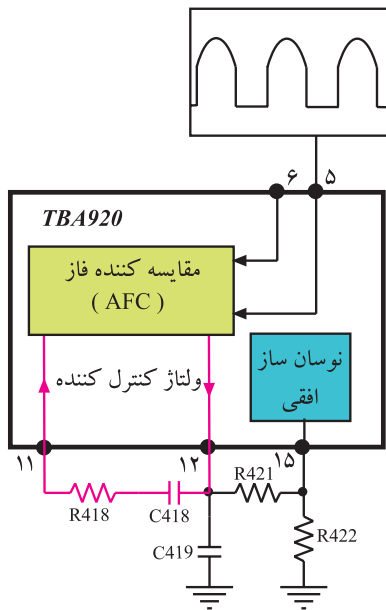 ۶
۵
TBA920
مقایسه کننده فاز
( AFC )
ولتاژ کنترل کننده
نوسان ساز
افقی
۱۱
۱۲
۱۵
R418
C418
R421
C419
R422